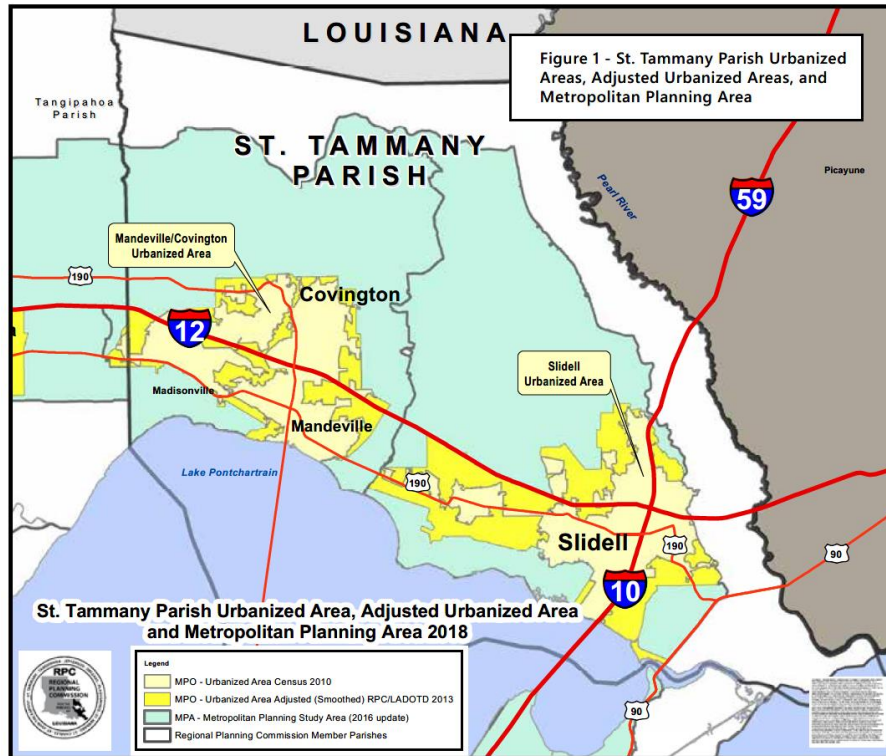 LOUISIANA
Figure 1 - St. Tammany Parish Urbanized
Areas, Adjusted Urbanized Areas, and
Metropolitan Planning Area
Tangipahoa
Parish
ST. TAMMANY
PARISH
Pearl River
Picayune
59
Mandeville/Covington
Urbanized Area
190
Covington
12
Slidell
Urbanized Area
Madisonville
Mandeville
Lake Pontchartrain
190
Slidell
190
90
10
St. Tammany Parish Urbanized Area, Adjusted Urbanized Area
and Metropolitan Planning Area 2018
RPC
REGIONAL
PLANNING
COMMISSION
LOUISIANA
Legend
MPO - Urbanized Area Census 2010
MPO - Urbanized Area Adjusted (Smoothed) RPC/LADOTD 2013
MPA - Metropolitan Planning Study Area (2016 update)
Regional Planning Commission Member Parishes
90